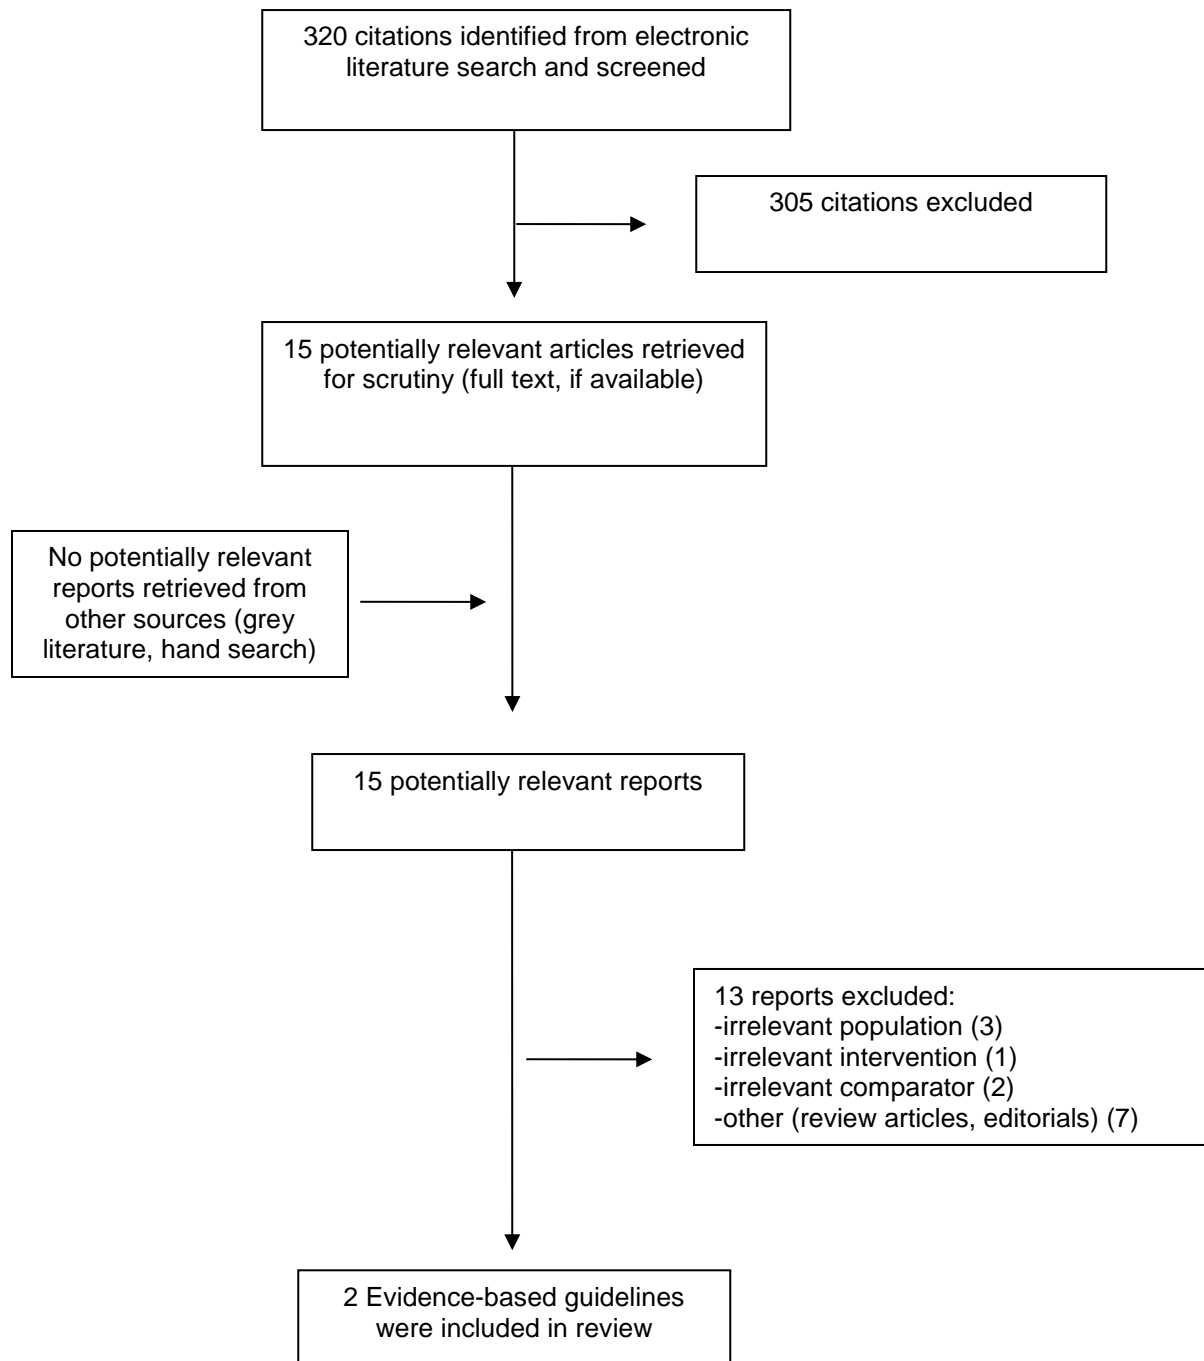 320 citations identified from electronic
literature search and screened
305 citations excluded
15 potentially relevant articles retrieved
for scrutiny (full text, if available)
No potentially relevant
reports retrieved from
other sources (grey
literature, hand search)
15 potentially relevant reports
13 reports excluded:
-irrelevant population (3)
-irrelevant intervention (1)
-irrelevant comparator (2)
-other (review articles, editorials) (7)
2 Evidence-based guidelines
were included in review